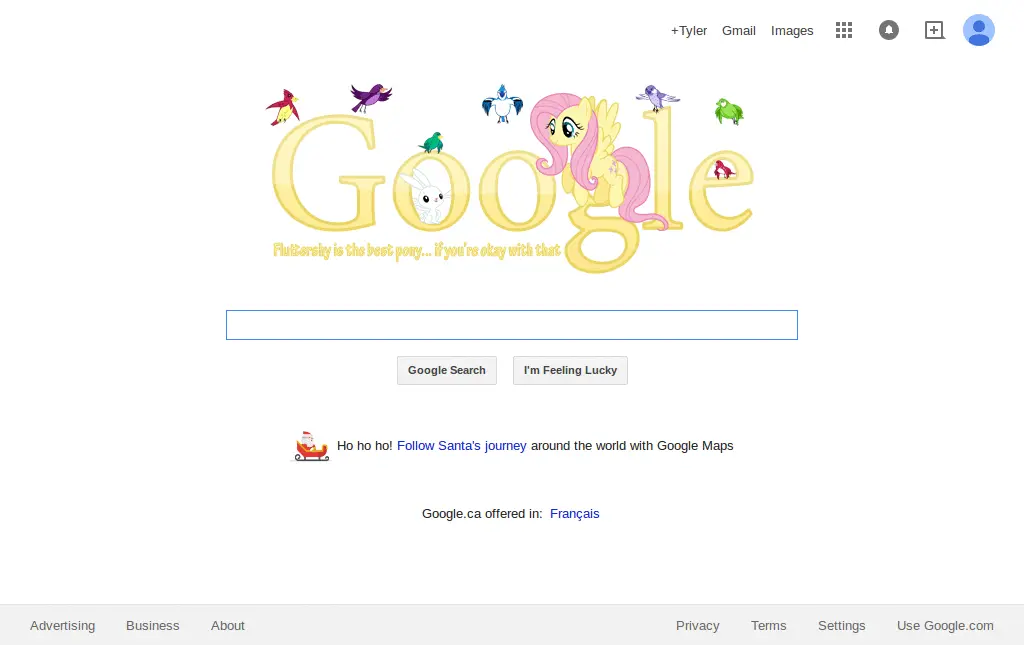 +Tyler Gmail Images
Google
Fluttershy is the best pony... if you're okay with that
Google Search I'm Feeling Lucky
Ho ho ho! Follow Santa's journey around the world with Google Maps
Google.ca offered in: Français
Advertising Business About Privacy Terms Settings Use Google.com